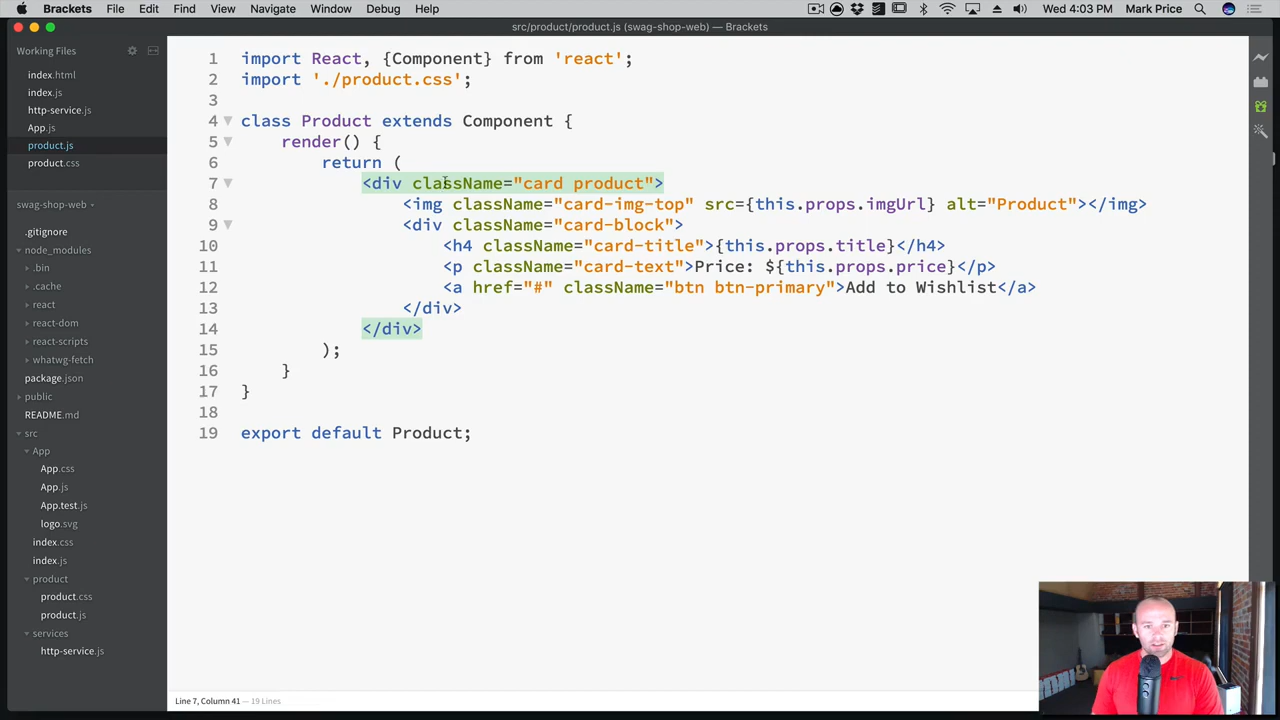 Brackets File Edit Find View Navigate Window Debug Help Wed 4:03 PM Mark Price
src/product/product.js (swag-shop-web) — Brackets
Working Files
index.html
index.js
http-service.js
App.js
product.js
product.css
swag-shop-web
.gitignore
node_modules
.bin
.cache
react
react-dom
react-scripts
whatwg-fetch
package.json
public
README.md
src
App
App.css
App.js
App.test.js
logo.svg
index.css
index.js
product
product.css
product.js
services
http-service.js
1 import React, {Component} from 'react';
2 import './product.css';
3
4 class Product extends Component {
5 render() {
6 return (
7 <div className="card product">
8 <img className="card-img-top" src={this.props.imgUrl} alt="Product"></img>
9 <div className="card-block">
10 <h4 className="card-title">{this.props.title}</h4>
11 <p className="card-text">Price: ${this.props.price}</p>
12 <a href="#" className="btn btn-primary">Add to Wishlist</a>
13 </div>
14 </div>
15 );
16 }
17 }
18
19 export default Product;
Line 7, Column 41 — 19 Lines